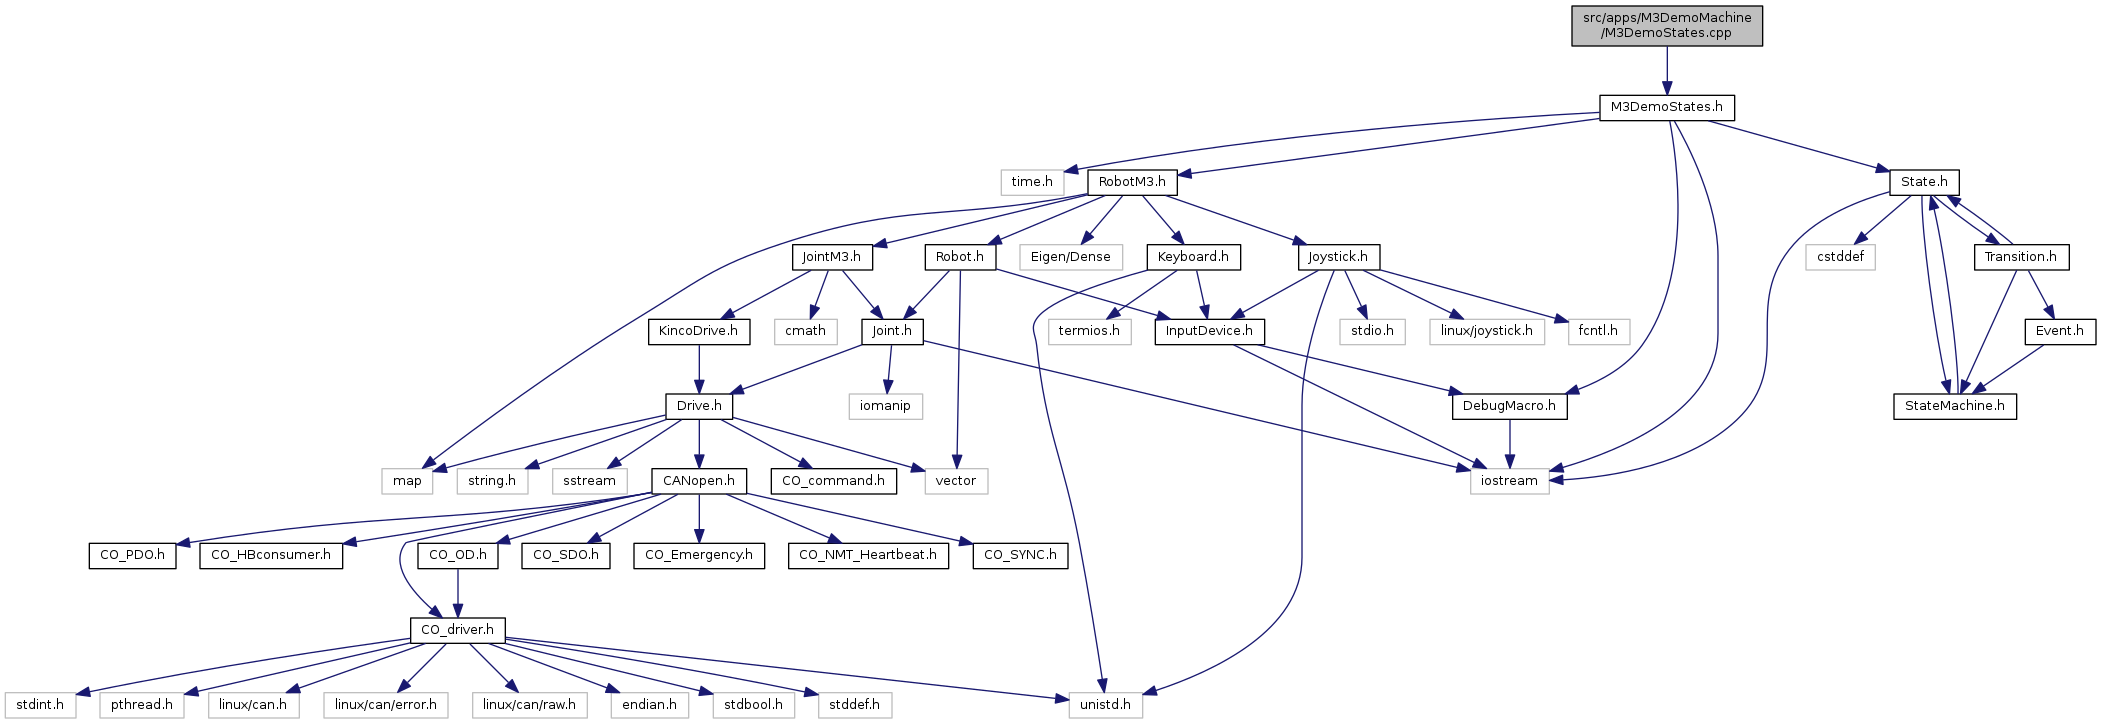 src/apps/M3DemoMachine
/M3DemoStates.cpp
M3DemoStates.h
time.h
RobotM3.h
State.h
JointM3.h
Robot.h
Eigen/Dense
Keyboard.h
Joystick.h
cstddef
Transition.h
KincoDrive.h
cmath
Joint.h
termios.h
InputDevice.h
stdio.h
linux/joystick.h
fcntl.h
Event.h
Drive.h
iomanip
DebugMacro.h
StateMachine.h
map
string.h
sstream
CANopen.h
CO_command.h
vector
iostream
CO_PDO.h
CO_HBconsumer.h
CO_OD.h
CO_SDO.h
CO_Emergency.h
CO_NMT_Heartbeat.h
CO_SYNC.h
CO_driver.h
stdint.h
pthread.h
linux/can.h
linux/can/error.h
linux/can/raw.h
endian.h
stdbool.h
stddef.h
unistd.h